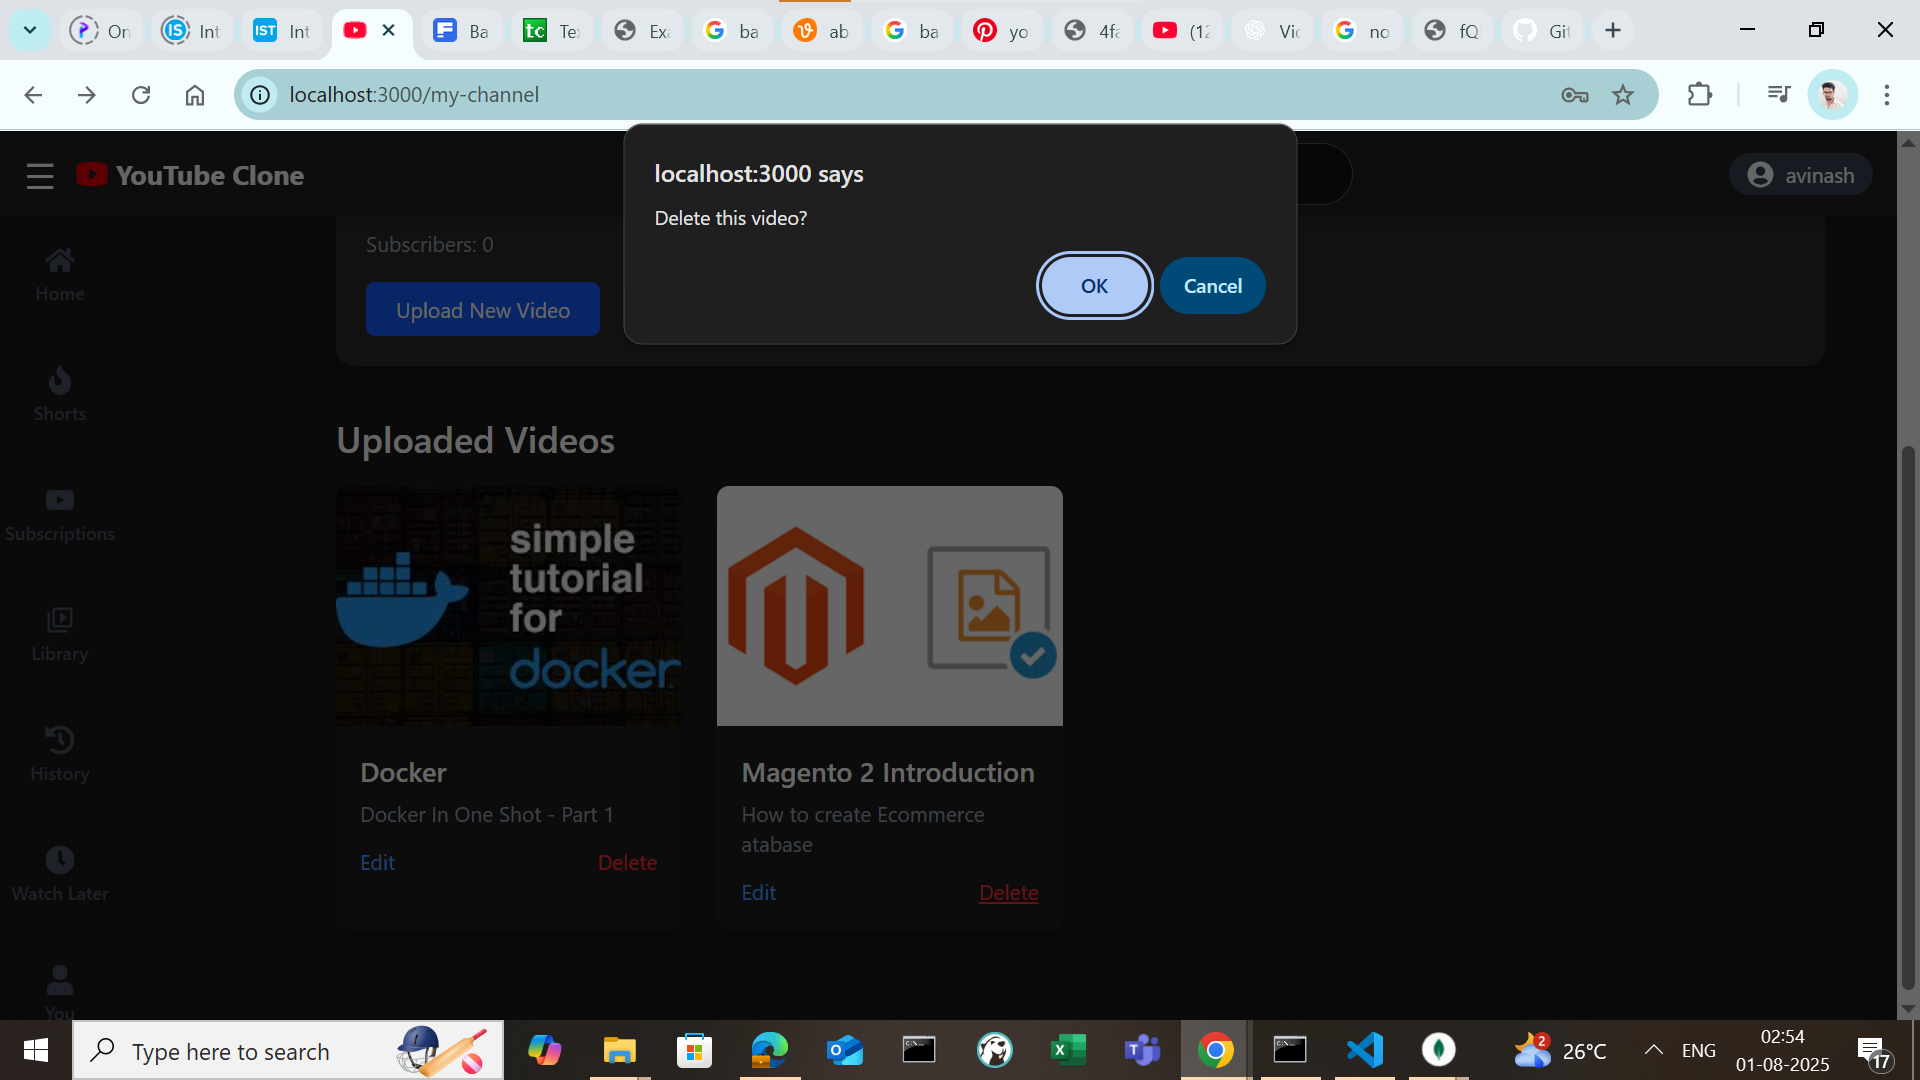 On
Int
IST
Int
Ba
tc
Te
Ex
ba
ab
ba
yo
4fa
(12
Vid
no
fQ
Git
localhost:3000/my-channel
YouTube Clone
avinash
localhost:3000 says
Delete this video?
OK
Cancel
Subscribers: 0
Upload New Video
Home
Shorts
Subscriptions
Library
History
Watch Later
You
Uploaded Videos
simple
tutorial
for
docker
Docker
Docker In One Shot - Part 1
Edit
Delete
Magento 2 Introduction
How to create Ecommerce
atabase
Edit
Delete
Type here to search
2
26°C
ENG
02:54
01-08-2025
17